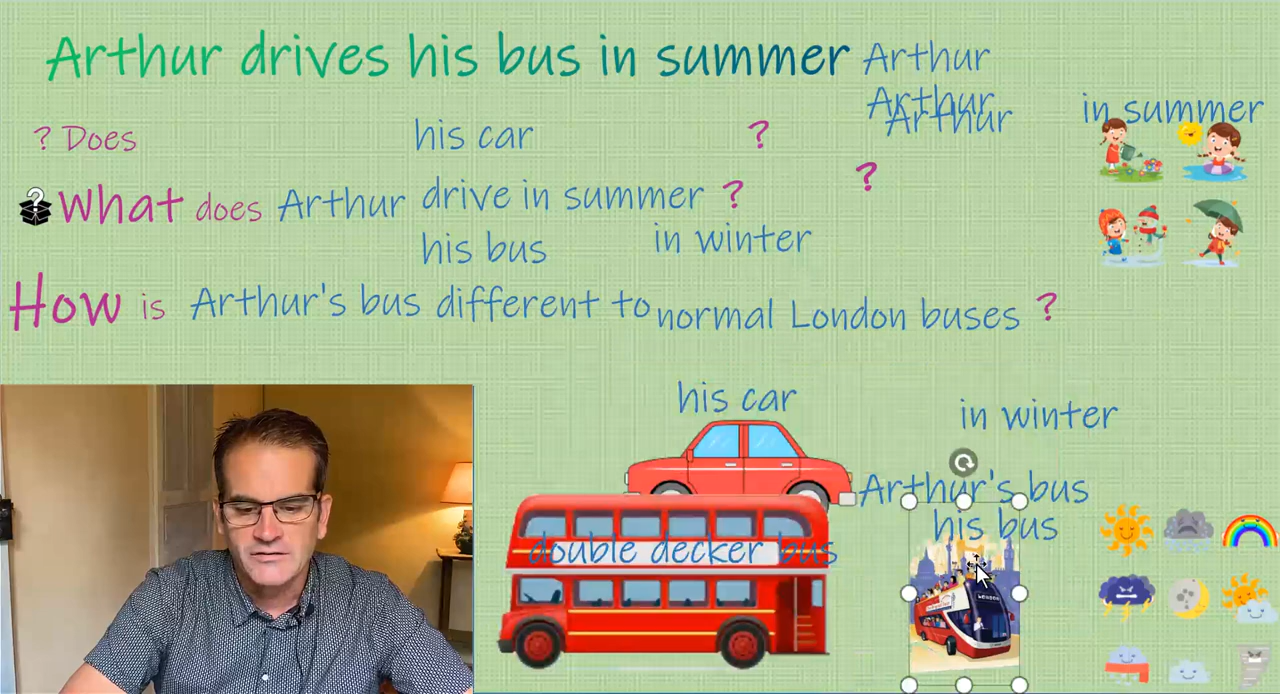 Arthur drives his bus in summer
Arthur
Arthur
Arthur
in summer
? Does
his car
?
What does Arthur drive in summer ?
?
his bus
in winter
How is Arthur's bus different to normal London buses ?
his car
in winter
Arthur's bus
his bus
double decker bus